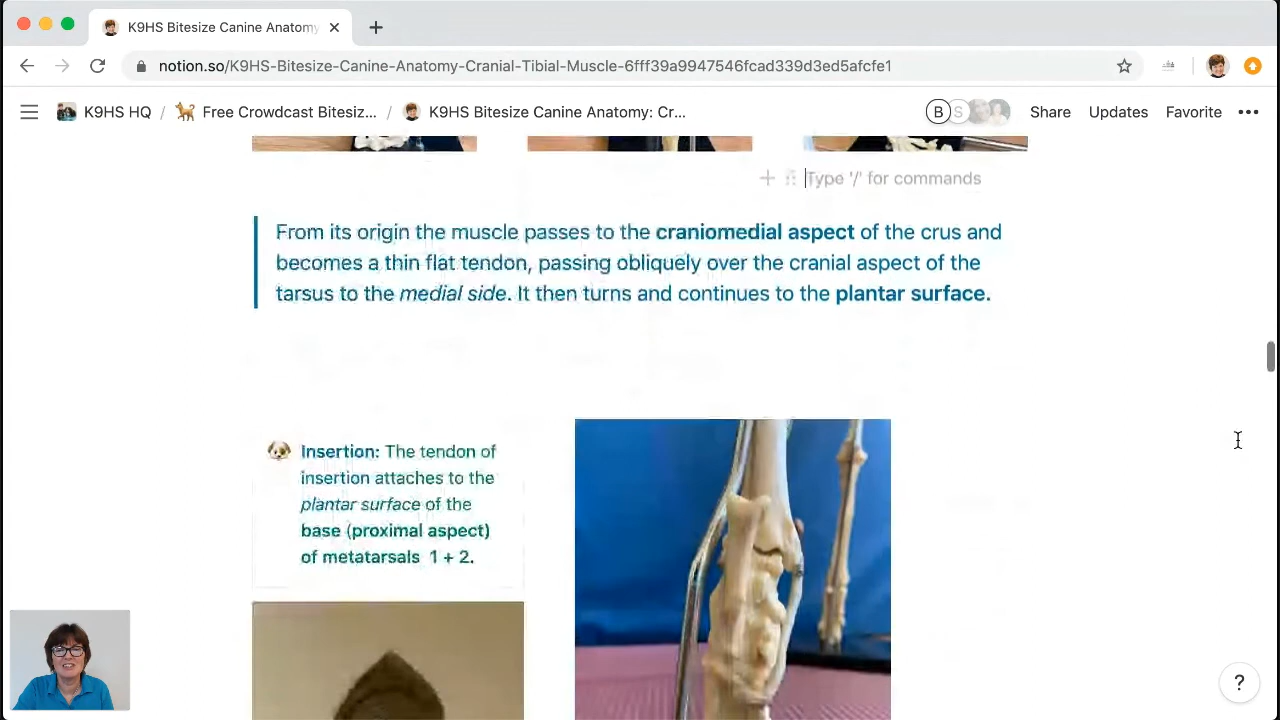 K9HS Bitesize Canine Anatomy
notion.so/K9HS-Bitesize-Canine-Anatomy-Cranial-Tibial-Muscle-6fff39a9947546fcad339d3ed5afcfe1
K9HS HQ / Free Crowdcast Bitesiz... / K9HS Bitesize Canine Anatomy: Cr... B S Share Updates Favorite
Type '/' for commands
From its origin the muscle passes to the craniomedial aspect of the crus and
becomes a thin flat tendon, passing obliquely over the cranial aspect of the
tarsus to the medial side. It then turns and continues to the plantar surface.
Insertion: The tendon of
insertion attaches to the
plantar surface of the
base (proximal aspect)
of metatarsals 1 + 2.
?